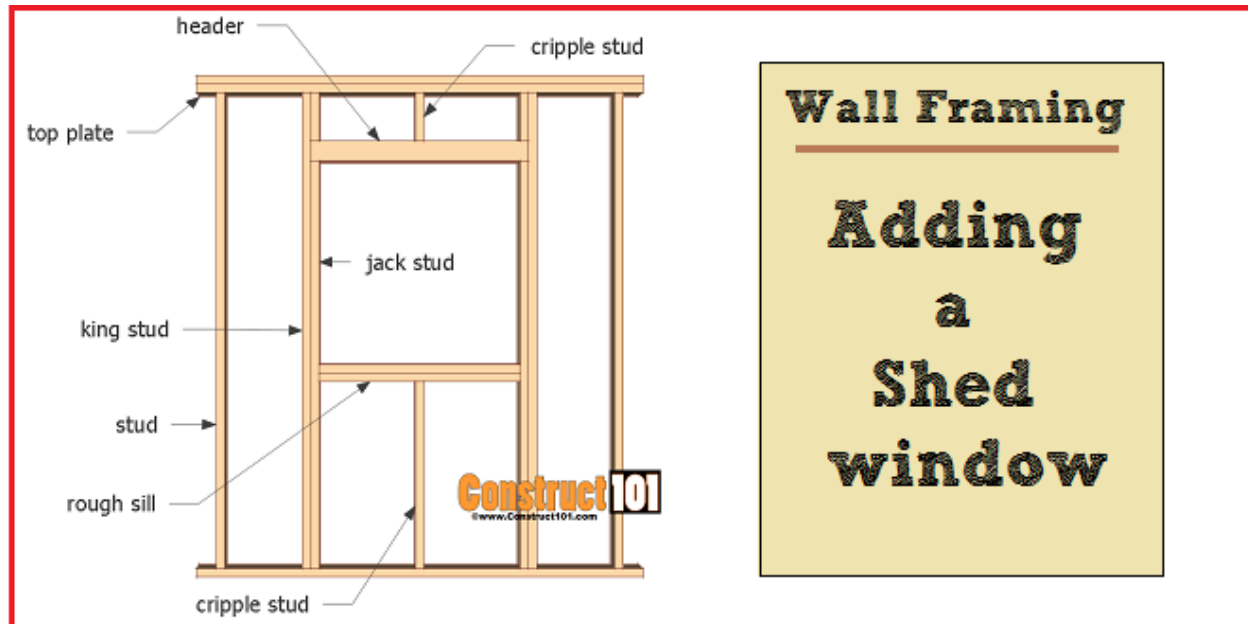 header
cripple stud
top plate
jack stud
king stud
stud
rough sill
cripple stud
Construct101
©www.Construct101.com
Wall Framing
Adding
a
Shed
window